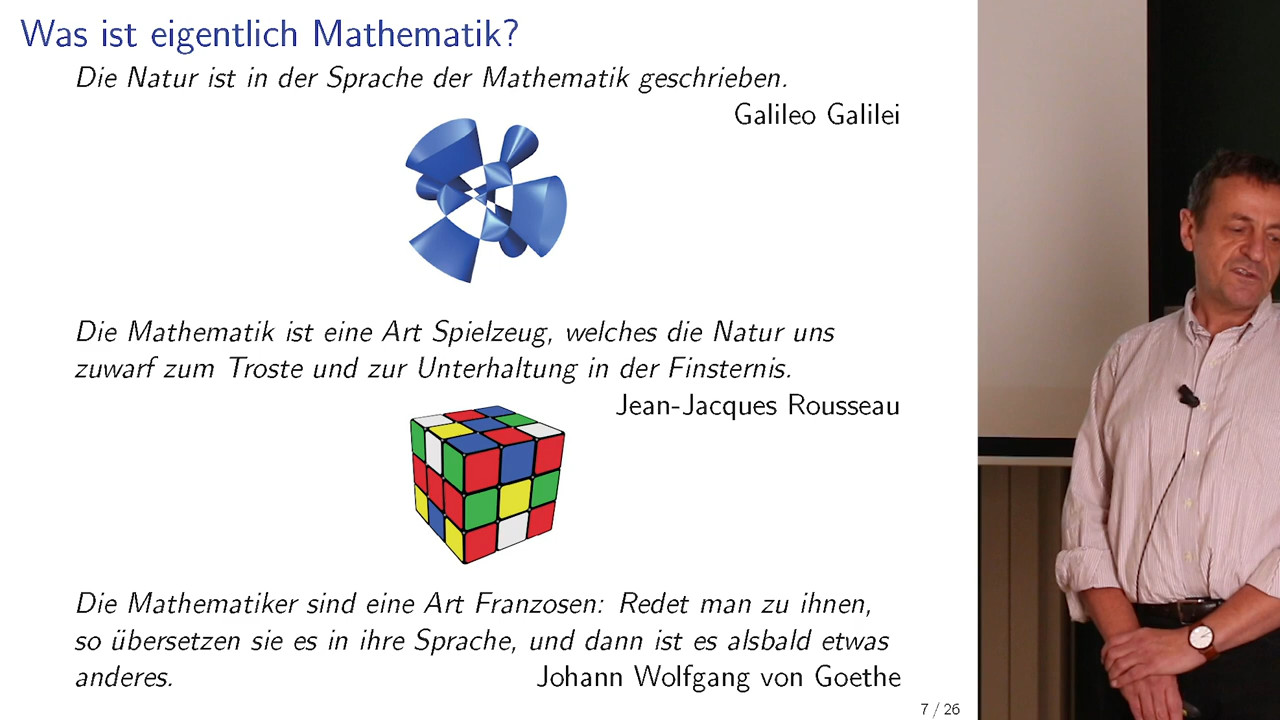 Was ist eigentlich Mathematik?
Die Natur ist in der Sprache der Mathematik geschrieben.
Galileo Galilei
Die Mathematik ist eine Art Spielzeug, welches die Natur uns
zuwarf zum Troste und zur Unterhaltung in der Finsternis.
Jean-Jacques Rousseau
Die Mathematiker sind eine Art Franzosen: Redet man zu ihnen,
so übersetzen sie es in ihre Sprache, und dann ist es alsbald etwas
anderes. Johann Wolfgang von Goethe
7 / 26